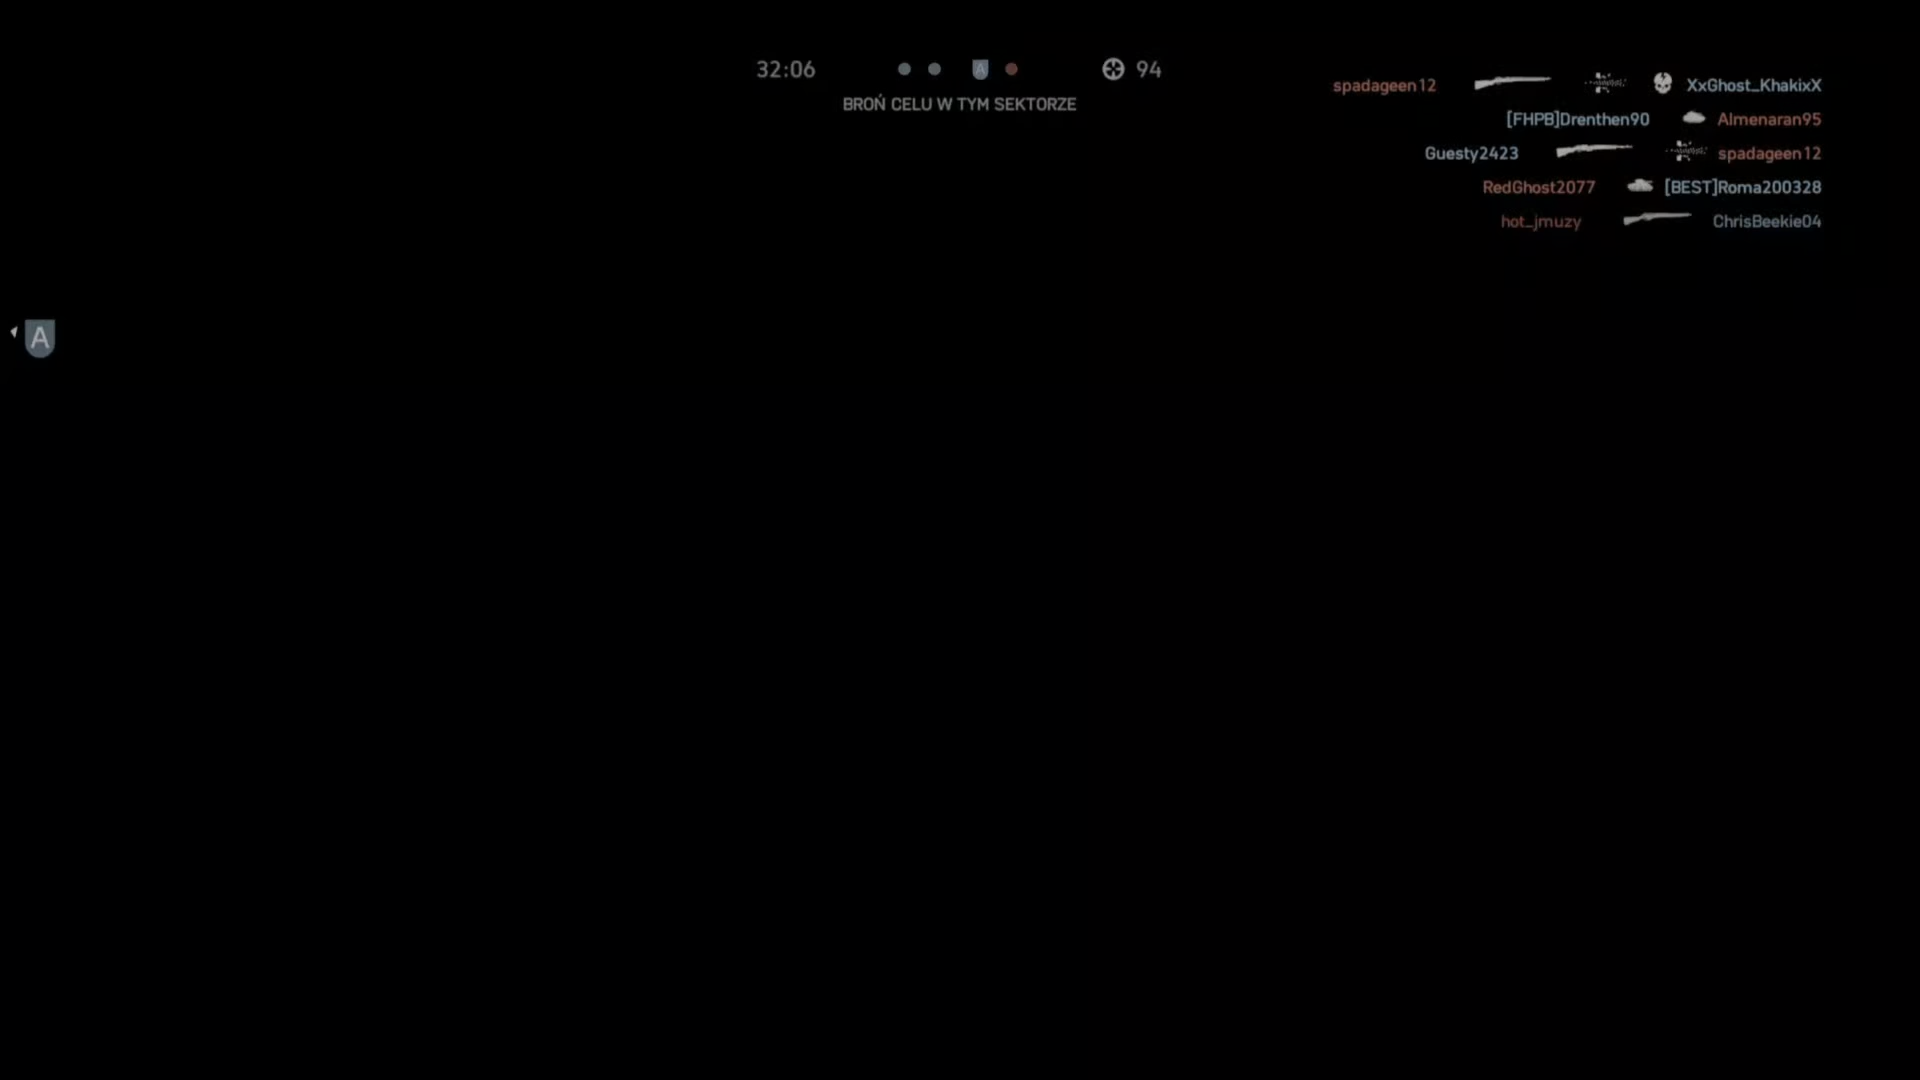 32:06 A 94
BROŃ CELU W TYM SEKTORZE
spadageen12 XxGhost_KhakixX
[FHPB]Drenthen90 Almenaran95
Guesty2423 spadageen12
RedGhost2077 [BEST]Roma200328
hot_jmuzy ChrisBeekie04
A